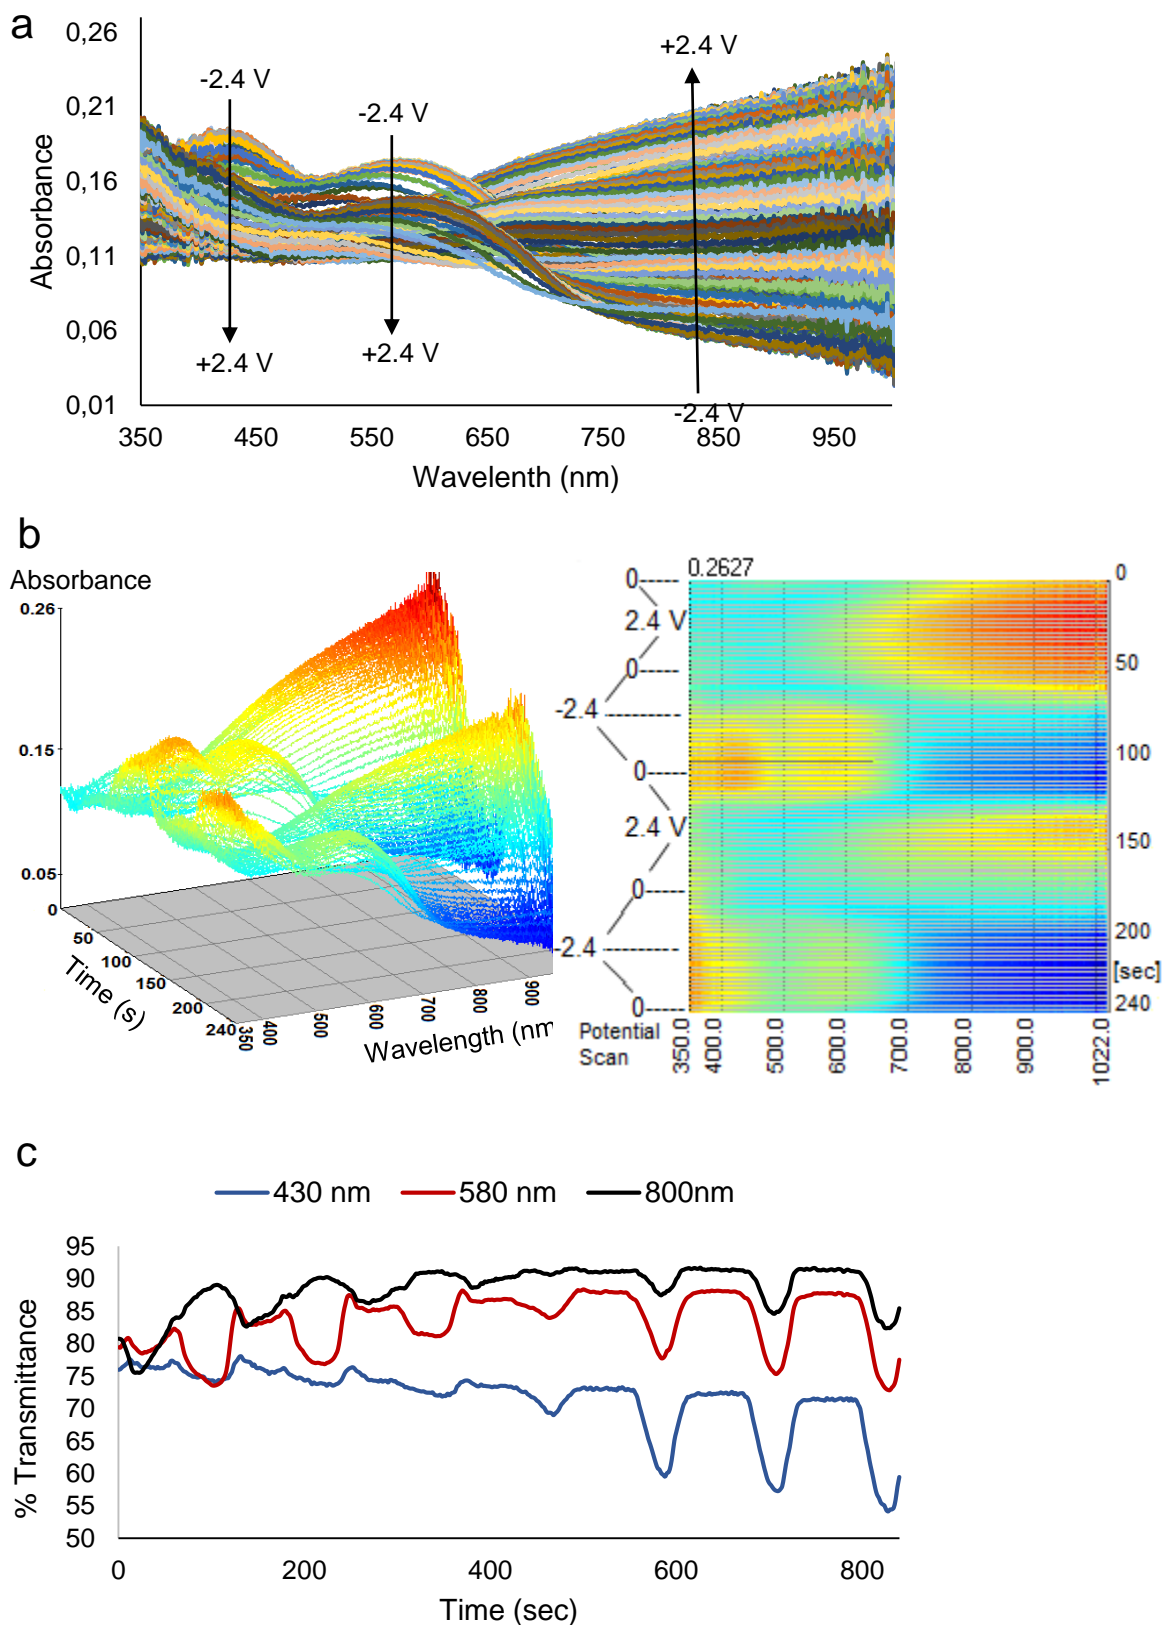 a
0,26
0,21
0,16
0,11
0,06
0,01
Absorbance
-2.4 V
-2.4 V
+2.4 V
+2.4 V
+2.4 V
-2.4 V
350 450 550 650 750 850 950
Wavelenth (nm)
b
Absorbance
0.26
0.15
0.05
0
50
100
150
200
240
Time (s)
350 400 500 600 700 800 900
Wavelength (nm
0.2627
0
2.4 V
0
-2.4
0
2.4 V
0
-2.4
0
Potential
Scan
350.0 400.0 500.0 600.0 700.0 800.0 900.0 1022.0
0
50
100
150
200
[sec]
240
c
430 nm 580 nm 800nm
95
90
85
80
75
70
65
60
55
50
% Transmittance
0 200 400 600 800
Time (sec)